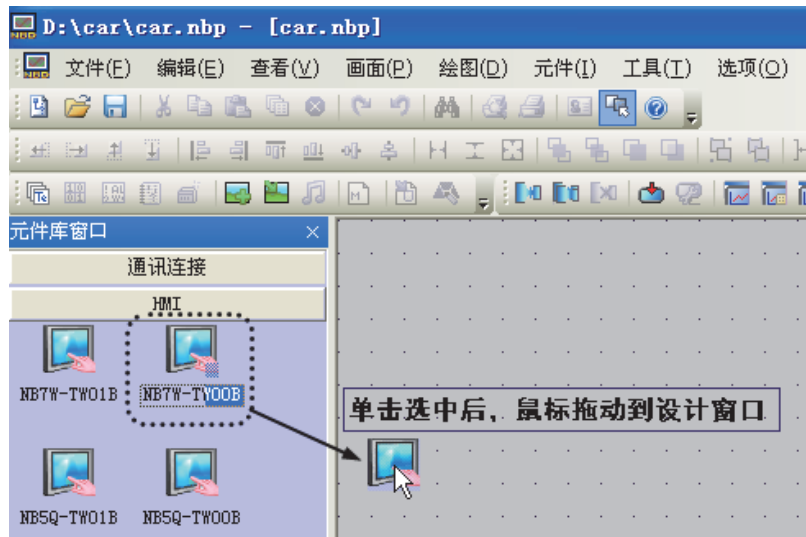 D:\car\car.nbp - [car.nbp]
文件(F) 编辑(E) 查看(V) 画面(P) 绘图(D) 元件(I) 工具(T) 选项(O)
元件库窗口
通讯连接
HMI
NB7W-TW01B NB7W-TW00B
单击选中后，鼠标拖动到设计窗口
NB5Q-TW01B NB5Q-TW00B